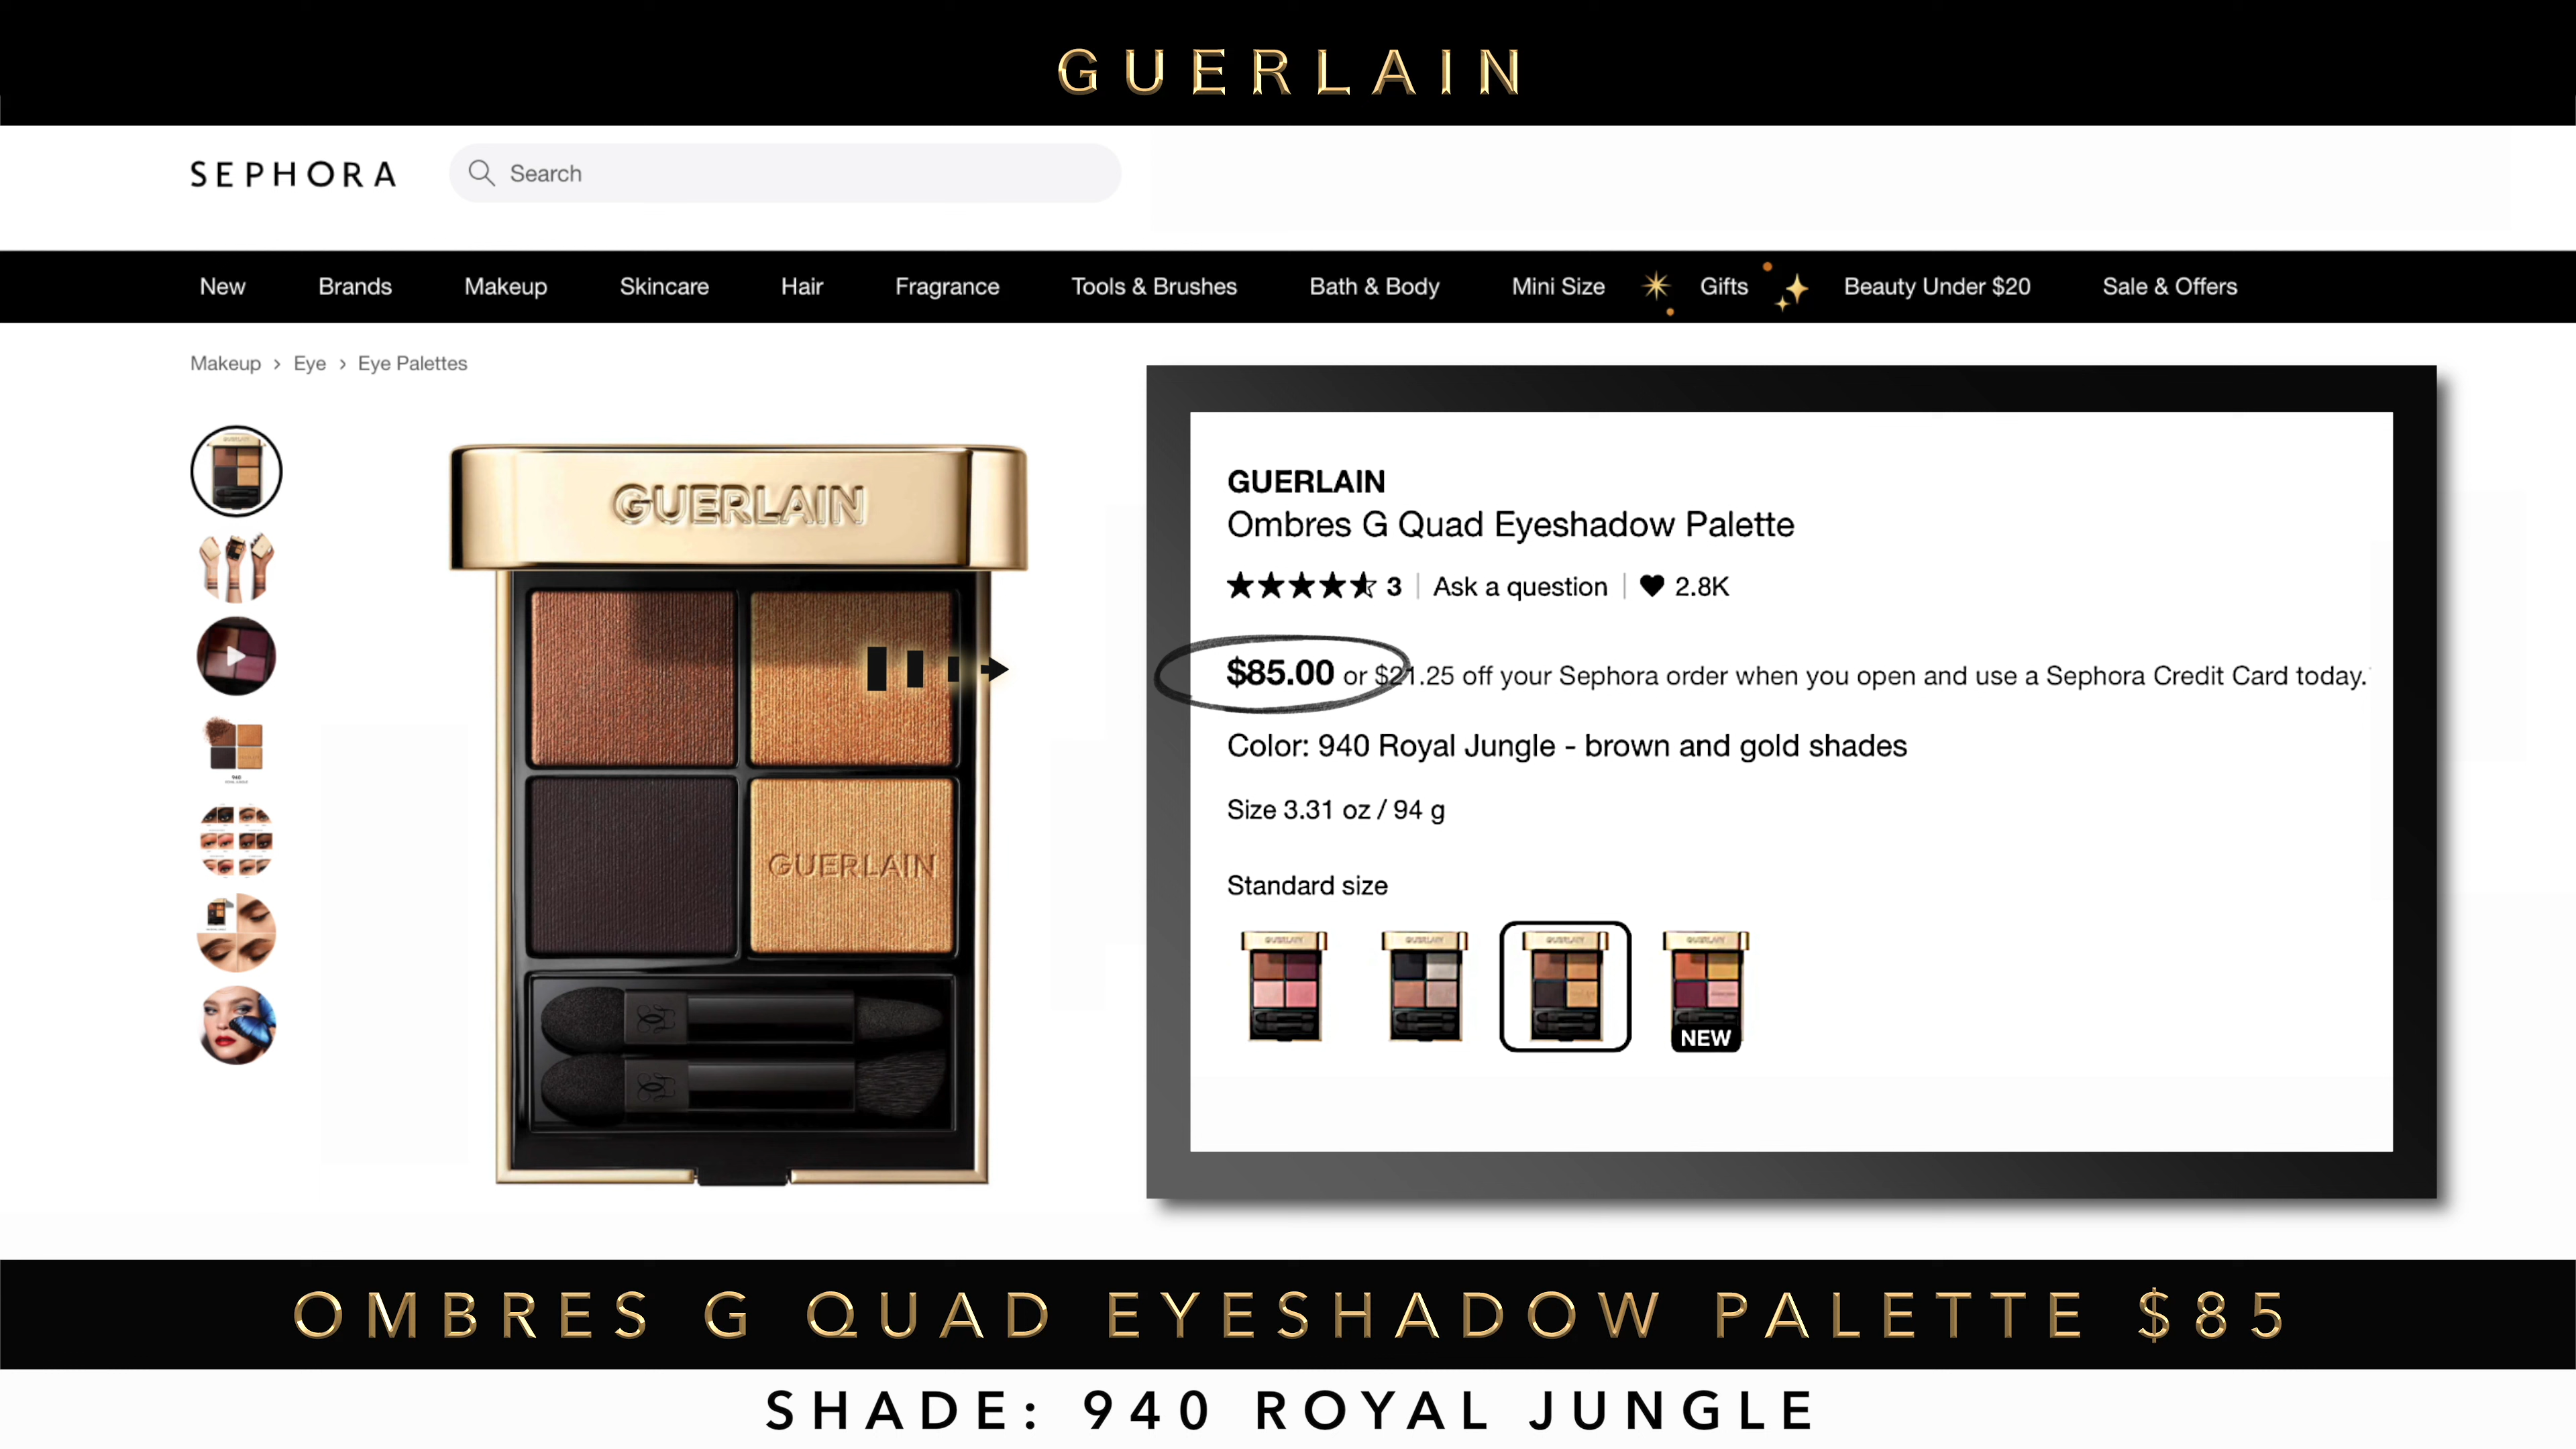 GUERLAIN
SEPHORA
Search
New Brands Makeup Skincare Hair Fragrance Tools & Brushes Bath & Body Mini Size Gifts Beauty Under $20 Sale & Offers
Makeup > Eye > Eye Palettes
GUERLAIN
GUERLAIN
GUERLAIN
Ombres G Quad Eyeshadow Palette
3 | Ask a question | 2.8K
$85.00 or $21.25 off your Sephora order when you open and use a Sephora Credit Card today.
Color: 940 Royal Jungle - brown and gold shades
Size 3.31 oz / 94 g
Standard size
NEW
OMBRES G QUAD EYESHADOW PALETTE $85
SHADE: 940 ROYAL JUNGLE